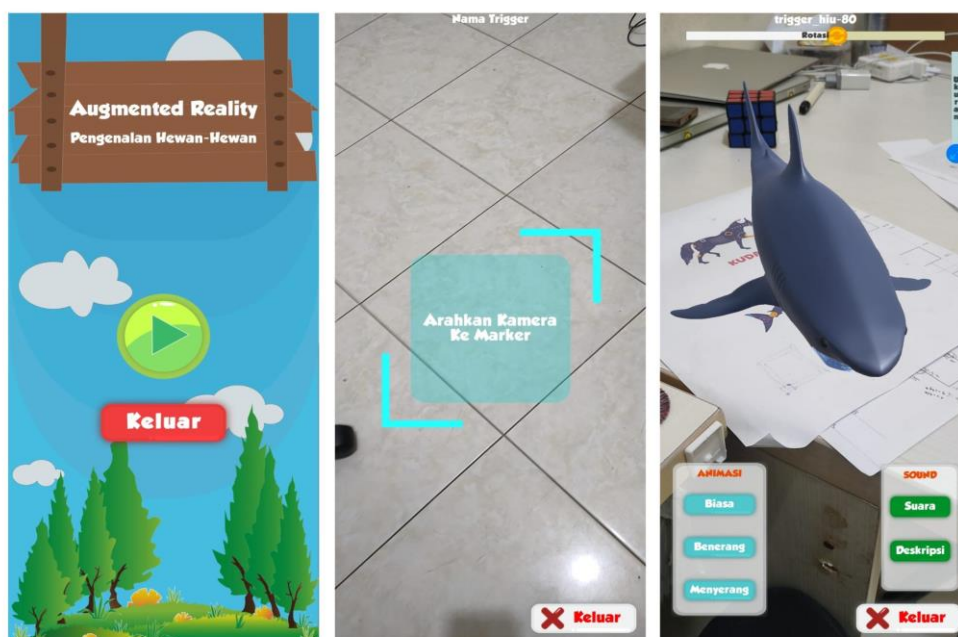 Augmented Reality
Pengenalan Hewan-Hewan
Keluar
Nama Trigger
Arahkan Kamera
Ke Marker
Keluar
trigger_hiu-80
Rotasi
ANIMASI
Biasa
Benerang
Menyerang
SOUND
Suara
Deskripsi
Keluar